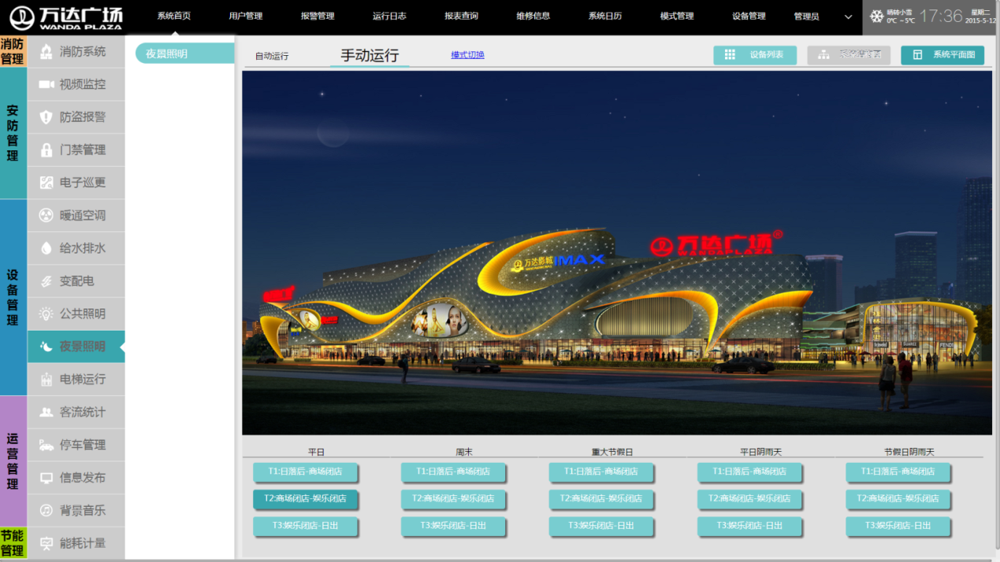 万达广场
WANDA PLAZA
系统首页
用户管理
报警管理
运行日志
报表查询
维修信息
系统日历
模式管理
设备管理
管理员
晴转小雪
0℃ ~ 5℃
17:36
星期二
2015-5-12
消防管理
安防管理
设备管理
运营管理
节能管理
消防系统
视频监控
防盗报警
门禁管理
电子巡更
暖通空调
给水排水
变配电
公共照明
夜景照明
电梯运行
客流统计
停车管理
信息发布
背景音乐
能耗计量
夜景照明
自动运行
手动运行
模式切换
设备列表
系统平面图
万达影城
IMAX
万达广场®
WANDA PLAZA
FENDI
平日
周末
重大节假日
平日阴雨天
节假日阴雨天
T1:日落后-商场闭店
T1:日落后-商场闭店
T1:日落后-商场闭店
T1:日落后-商场闭店
T1:日落后-商场闭店
T2:商场闭店-娱乐闭店
T2:商场闭店-娱乐闭店
T2:商场闭店-娱乐闭店
T2:商场闭店-娱乐闭店
T2:商场闭店-娱乐闭店
T3:娱乐闭店-日出
T3:娱乐闭店-日出
T3:娱乐闭店-日出
T3:娱乐闭店-日出
T3:娱乐闭店-日出